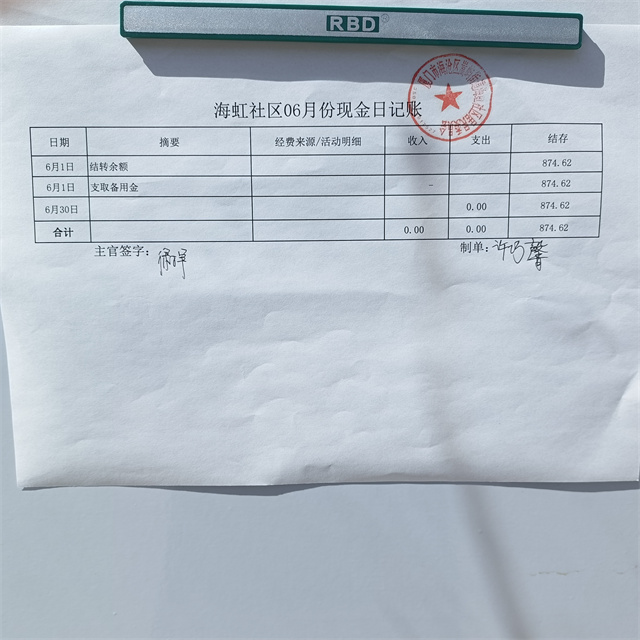 RBD
海虹社区06月份现金日记账
日期 摘要 经费来源/活动明细 收入 支出 结存
6月1日 结转余额 874.62
6月1日 支取备用金 - 874.62
6月30日 0.00 874.62
合计 0.00 0.00 874.62
主官签字： 制单：